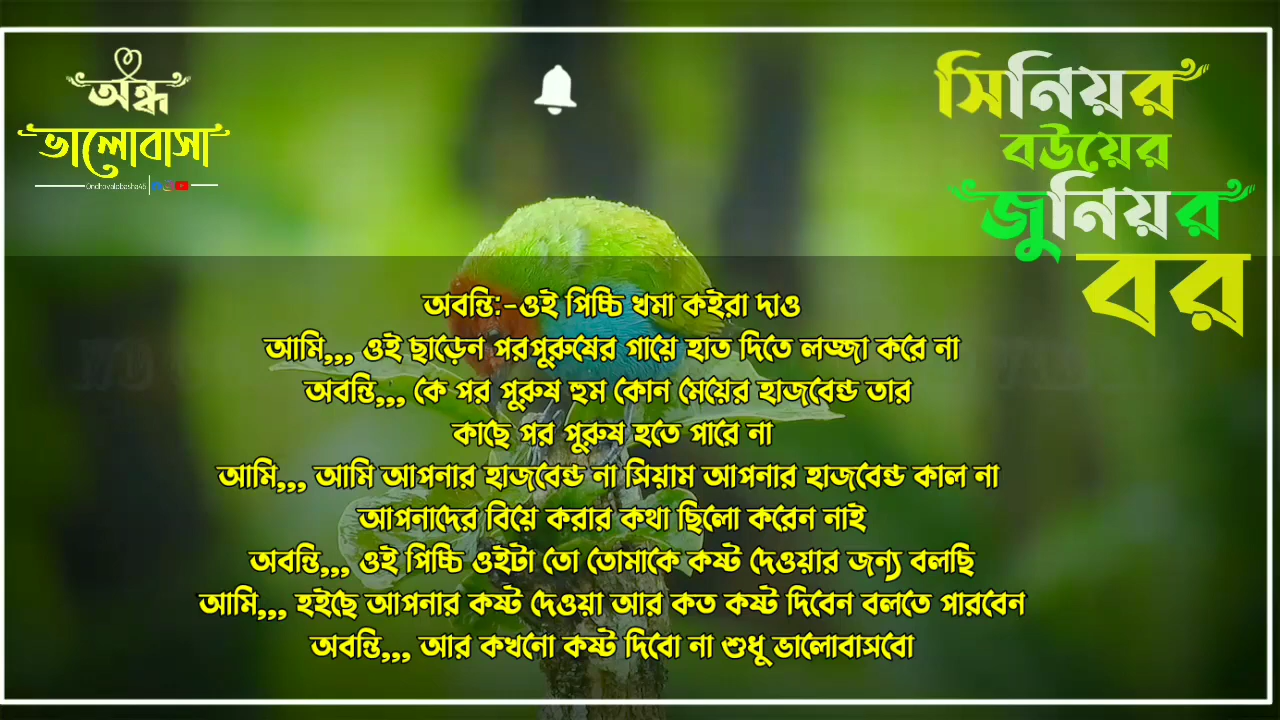 অন্ধ
ভালোবাসা
Ondhovalobasha46
সিনিয়র
বউয়ের
জুনিয়র
বর
অবন্তি:-ওই পিচ্চি খমা কইরা দাও
আমি,,, ওই ছাড়েন পরপুরুষের গায়ে হাত দিতে লজ্জা করে না
অবন্তি,,, কে পর পুরুষ হুম কোন মেয়ের হাজবেন্ড তার
কাছে পর পুরুষ হতে পারে না
আমি,,, আমি আপনার হাজবেন্ড না সিয়াম আপনার হাজবেন্ড কাল না
আপনাদের বিয়ে করার কথা ছিলো করেন নাই
অবন্তি,,, ওই পিচ্চি ওইটা তো তোমাকে কষ্ট দেওয়ার জন্য বলছি
আমি,,, হইছে আপনার কষ্ট দেওয়া আর কত কষ্ট দিবেন বলতে পারবেন
অবন্তি,,, আর কখনো কষ্ট দিবো না শুধু ভালোবাসবো